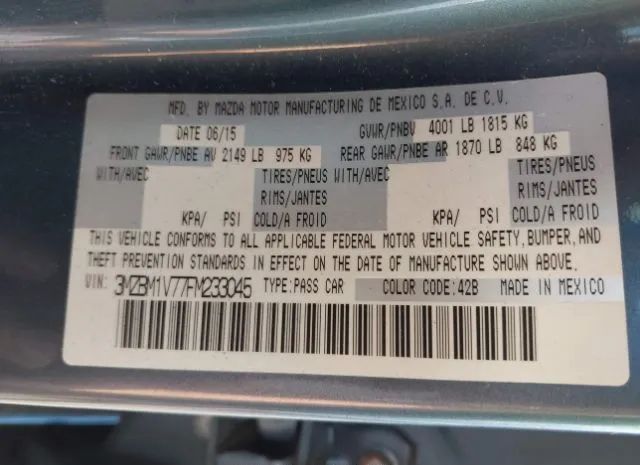 MFD. BY MAZDA MOTOR MANUFACTURING DE MEXICO S.A. DE C.V.
DATE 06/15 GVWR/PNBV 4001 LB 1815 KG
FRONT GAWR/PNBE AV 2149 LB 975 KG REAR GAWR/PNBE AR 1870 LB 848 KG
WITH/AVEC TIRES/PNEUS WITH/AVEC TIRES/PNEUS
RIMS/JANTES RIMS/JANTES
KPA/ PSI COLD/A FROID KPA/ PSI COLD/A FROID
THIS VEHICLE CONFORMS TO ALL APPLICABLE FEDERAL MOTOR VEHICLE SAFETY, BUMPER, AND
THEFT PREVENTION STANDARDS IN EFFECT ON THE DATE OF MANUFACTURE SHOWN ABOVE.
VIN: 3MZBM1V77FM233045 TYPE:PASS CAR COLOR CODE:42B MADE IN MEXICO